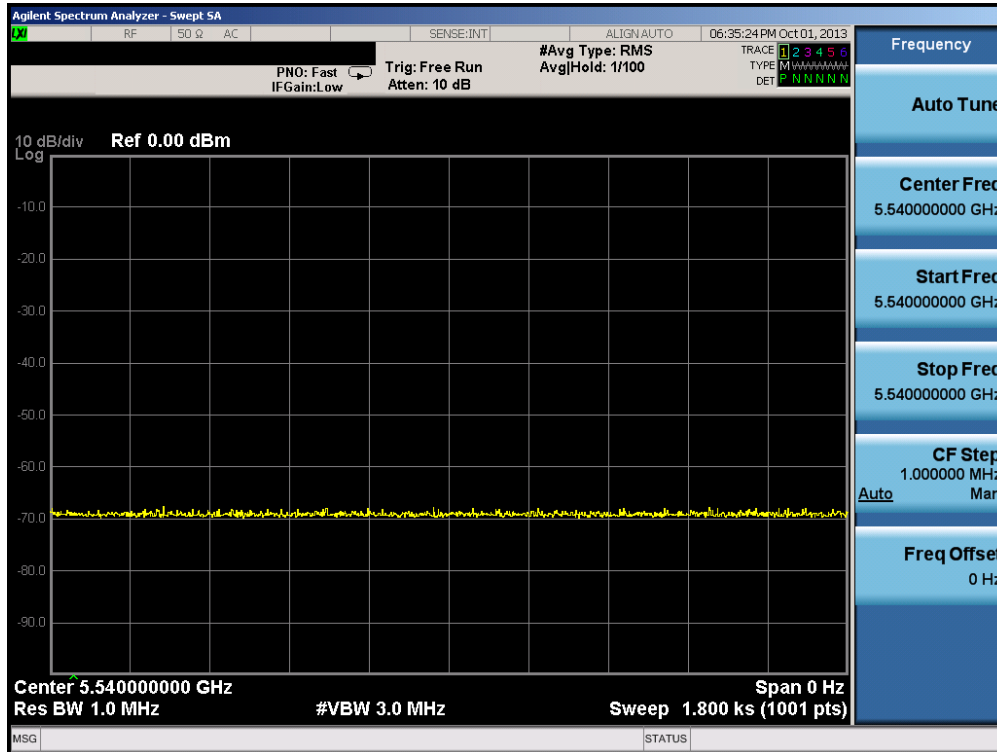 Agilent Spectrum Analyzer - Swept SA
LXI RF 50 Ω AC SENSE:INT ALIGN AUTO 06:35:24 PM Oct 01, 2013
Frequency
#Avg Type: RMS
TRACE 1 2 3 4 5 6
PNO: Fast Trig: Free Run Avg|Hold: 1/100
TYPE M WWWWW
IFGain:Low Atten: 10 dB
DET P N N N N N
Auto Tune
10 dB/div Ref 0.00 dBm
Log
Center Freq
5.540000000 GHz
-10.0
-20.0
Start Freq
5.540000000 GHz
-30.0
-40.0
Stop Freq
5.540000000 GHz
-50.0
-60.0
CF Step
1.000000 MHz
Auto Man
-70.0
Freq Offset
0 Hz
-80.0
-90.0
Center 5.540000000 GHz Span 0 Hz
Res BW 1.0 MHz #VBW 3.0 MHz Sweep 1.800 ks (1001 pts)
MSG STATUS